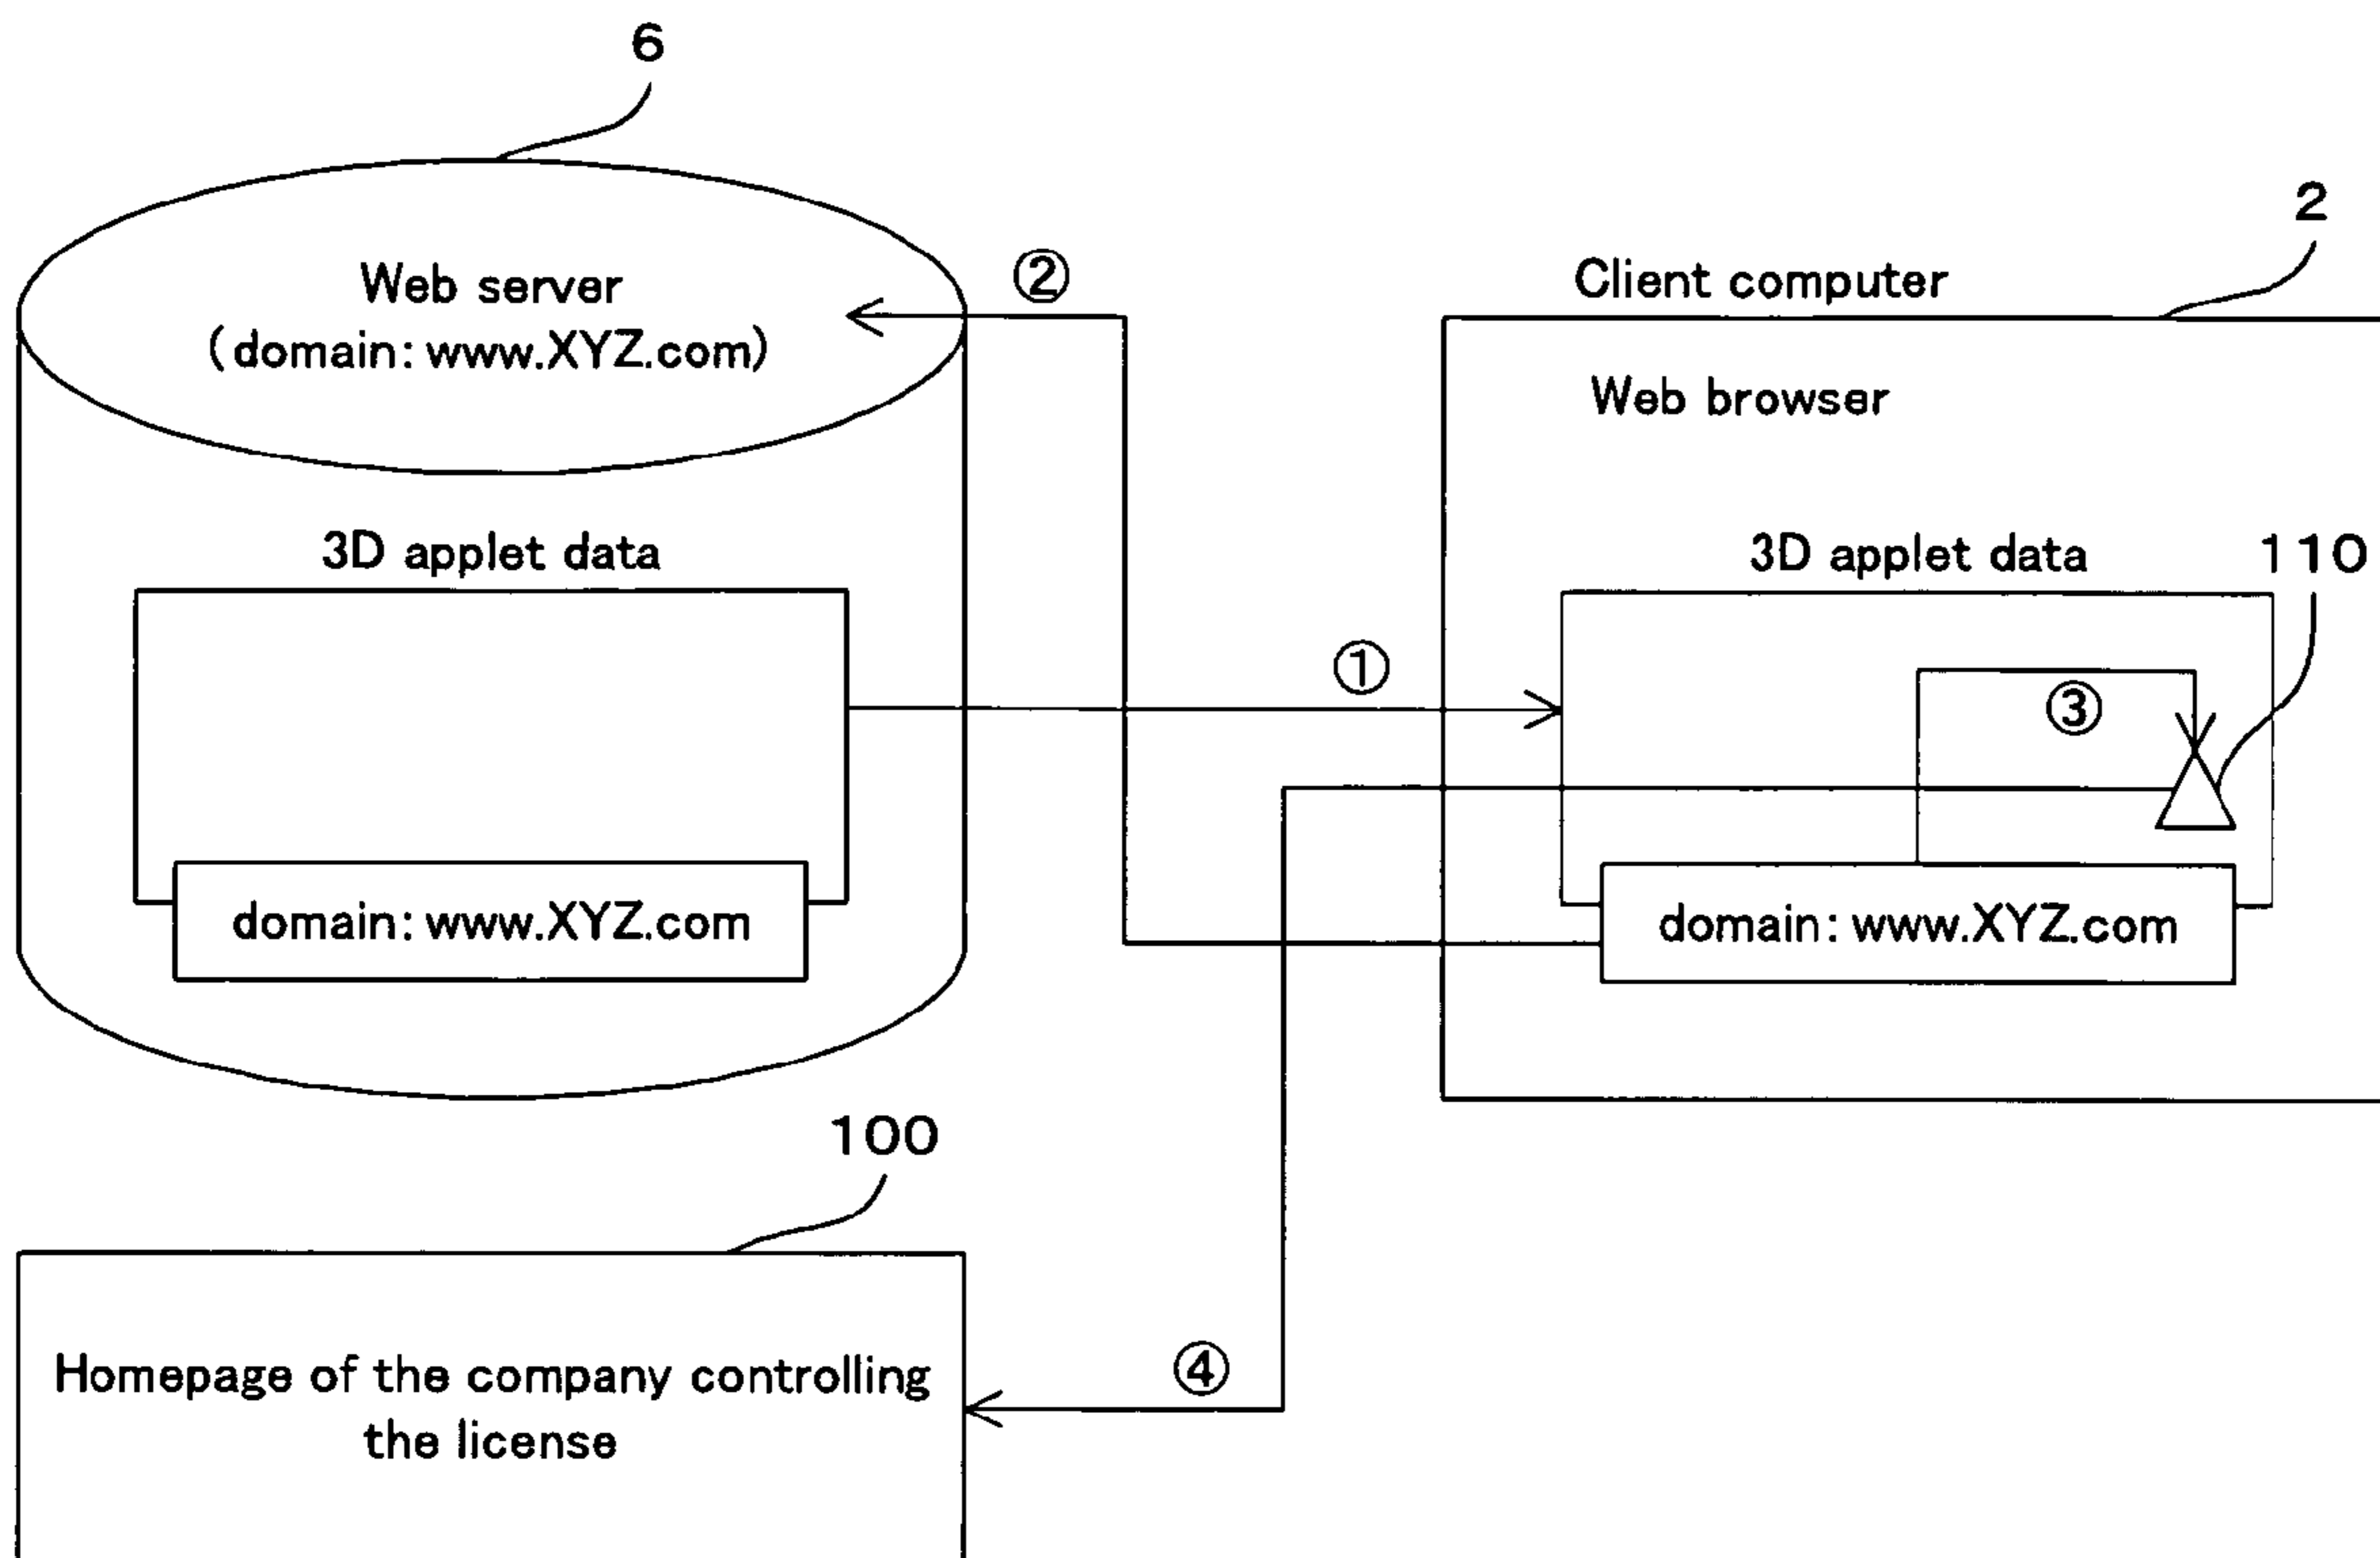 6
Web server
(domain: www.XYZ.com)
②
Client computer
2
Web browser
3D applet data
①
3D applet data
110
③
domain: www.XYZ.com
domain: www.XYZ.com
100
Homepage of the company controlling
the license
④